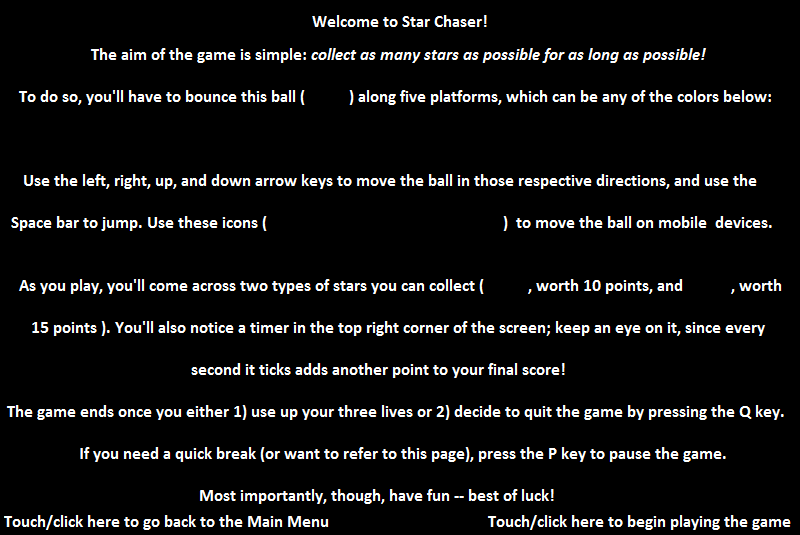 Welcome to Star Chaser!
The aim of the game is simple: collect as many stars as possible for as long as possible!
To do so, you'll have to bounce this ball ( ) along five platforms, which can be any of the colors below:
Use the left, right, up, and down arrow keys to move the ball in those respective directions, and use the
Space bar to jump. Use these icons ( ) to move the ball on mobile devices.
As you play, you'll come across two types of stars you can collect ( , worth 10 points, and , worth
15 points ). You'll also notice a timer in the top right corner of the screen; keep an eye on it, since every
second it ticks adds another point to your final score!
The game ends once you either 1) use up your three lives or 2) decide to quit the game by pressing the Q key.
If you need a quick break (or want to refer to this page), press the P key to pause the game.
Most importantly, though, have fun -- best of luck!
Touch/click here to go back to the Main Menu
Touch/click here to begin playing the game